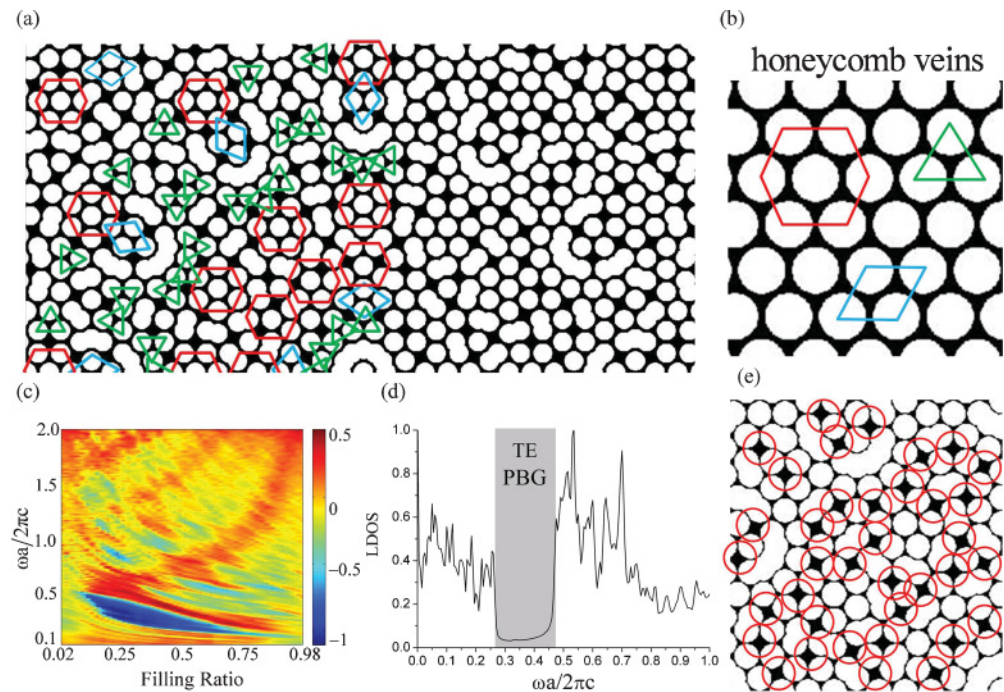 (a)
(b)
honeycomb veins
(c)
ωa/2πc
2.0
1.5
1.0
0.5
0.1
0.02 0.25 0.50 0.75 0.98
Filling Ratio
0.5
0
−0.5
−1
(d)
LDOS
1.0
0.8
0.6
0.4
0.2
0.0
TE
PBG
0.0 0.1 0.2 0.3 0.4 0.5 0.6 0.7 0.8 0.9 1.0
ωa/2πc
(e)